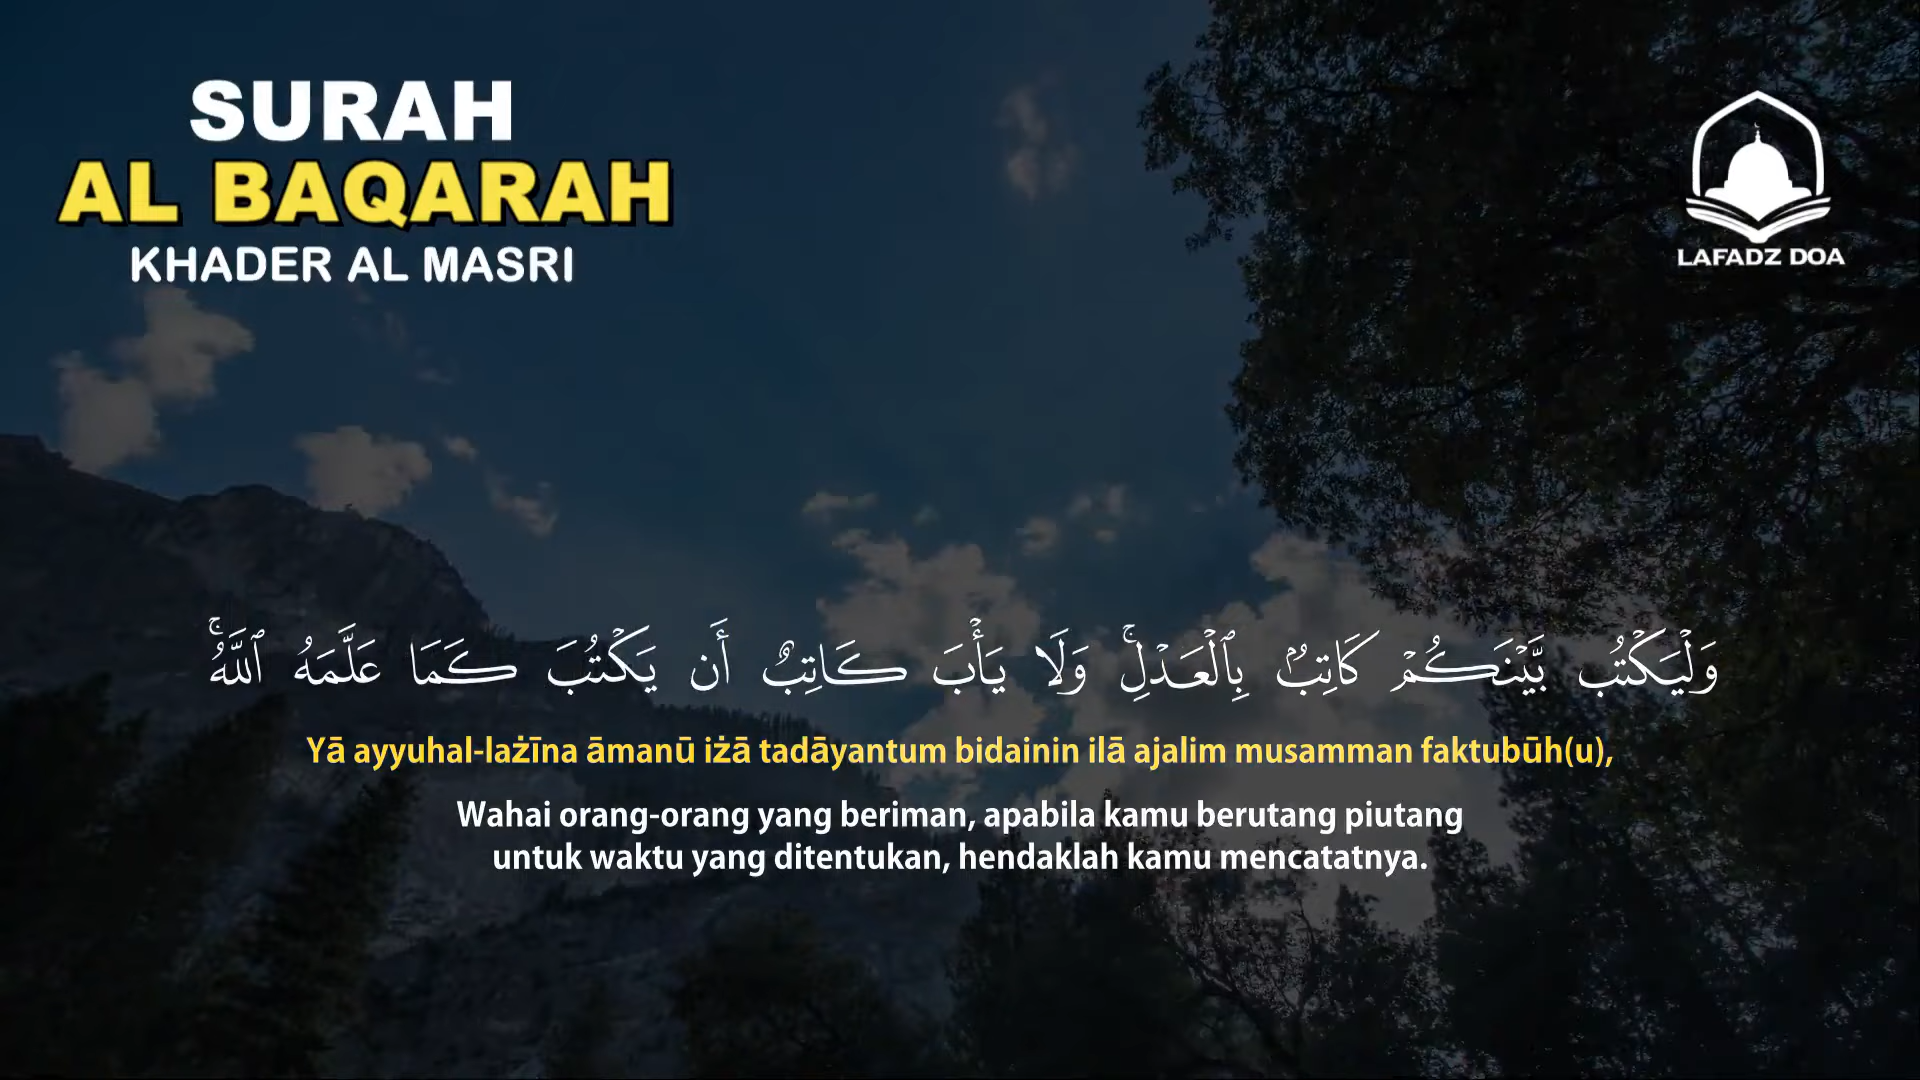 SURAH
AL BAQARAH
KHADER AL MASRI
LAFADZ DOA
وَلْيَكْتُب بَّيْنَكُمْ كَاتِبٌۢ بِٱلْعَدْلِ ۚ وَلَا يَأْبَ كَاتِبٌ أَن يَكْتُبَ كَمَا عَلَّمَهُ ٱللَّهُ ۚ
Yā ayyuhal-lażīna āmanū iżā tadāyantum bidainin ilā ajalim musamman faktubūh(u),
Wahai orang-orang yang beriman, apabila kamu berutang piutang
untuk waktu yang ditentukan, hendaklah kamu mencatatnya.